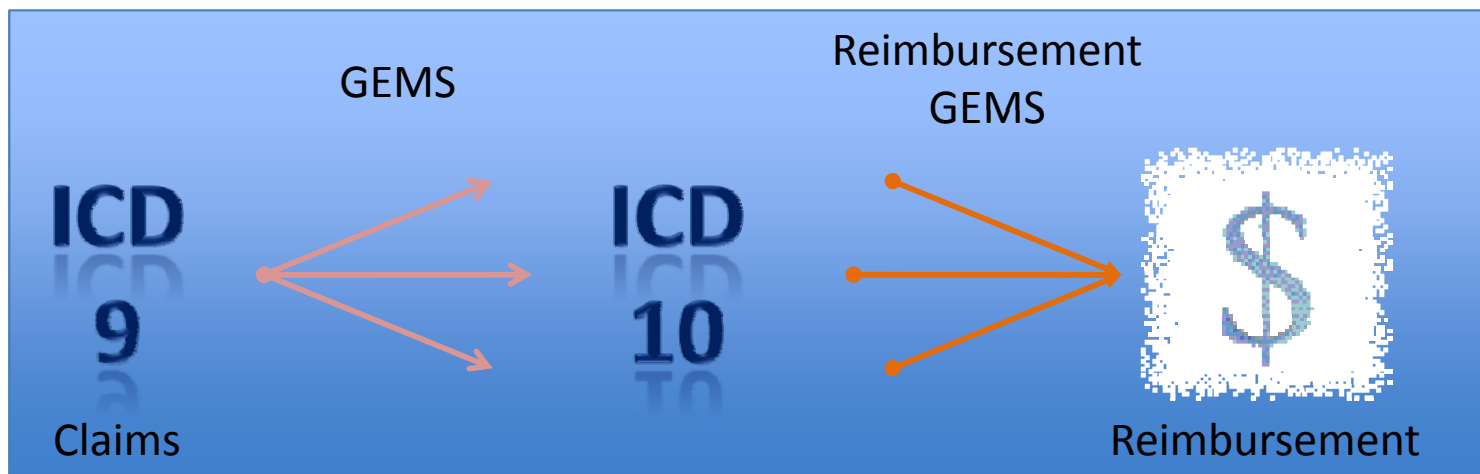 GEMS
Reimbursement
GEMS
ICD
9
ICD
10
$
Claims
Reimbursement